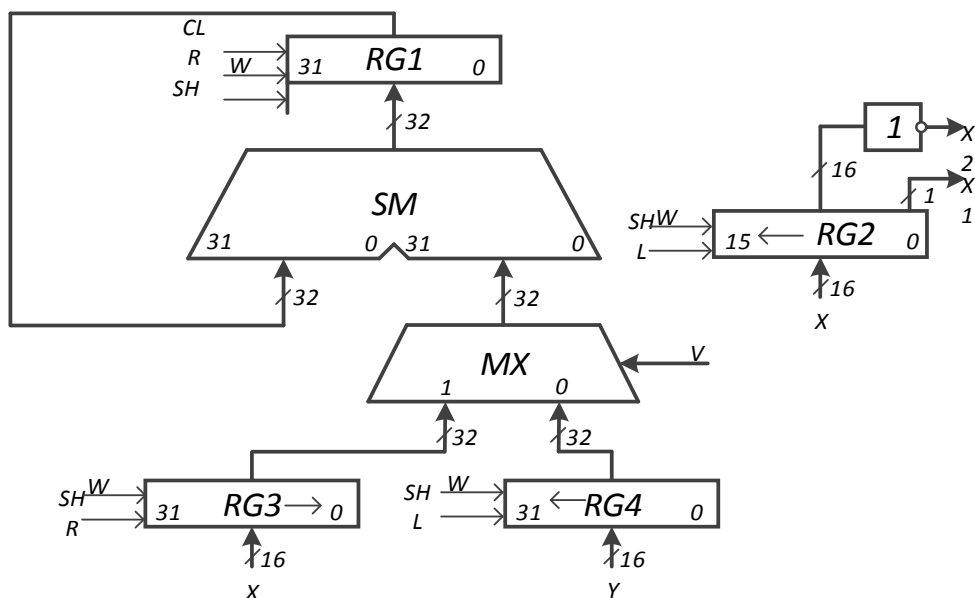 CL
R
W
SH
31 RG1 0
32
1
X
2
16
X
1
1
SM
31 0 31 0
SH W
L
15 RG2 0
32
32
16
X
MX
V
1 0
32
32
SH W
R
31 RG3 0
SH W
L
31 RG4 0
16
16
X
Y